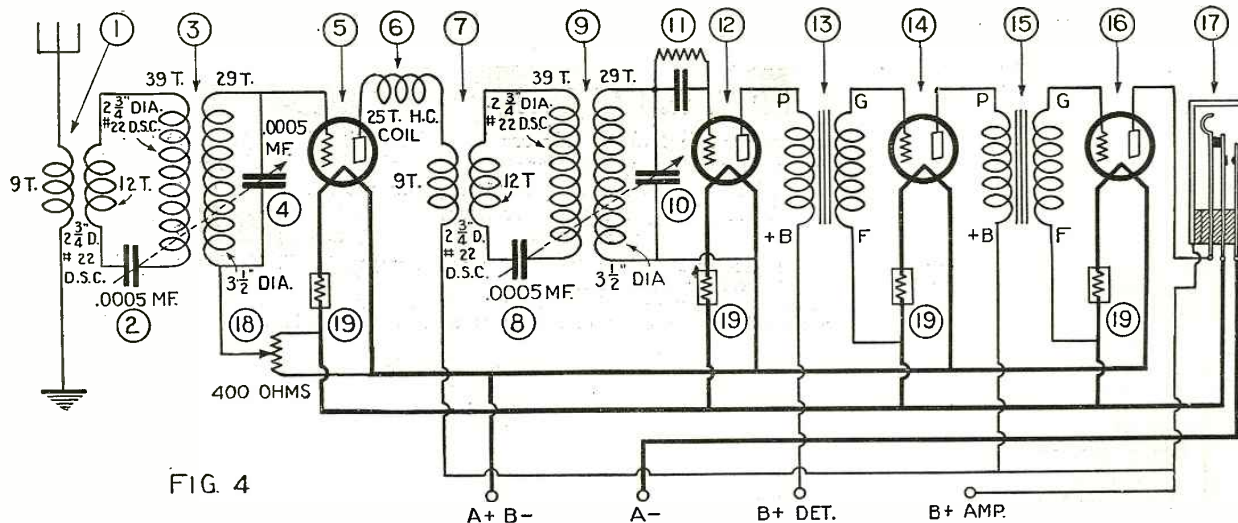 1
3
5
6
7
9
11
12
13
14
15
16
17
39 T.
29 T.
2 3/4" DIA.
#22 D.S.C.
.0005
MF.
25 T. H.C.
COIL
39 T.
29 T.
2 3/4" DIA.
#22 D.S.C.
P
G
P
G
9 T.
12 T.
4
9 T.
12 T
10
2 3/4" D.
# 22
D.S.C.
3 1/2" DIA.
2 3/4" D.
# 22
D.S.C.
3 1/2" DIA
+B
F
+B
F
.0005 MF.
.0005 MF.
2
18
19
8
19
19
19
400 OHMS
FIG. 4
A+ B-
A-
B+ DET.
B+ AMP.